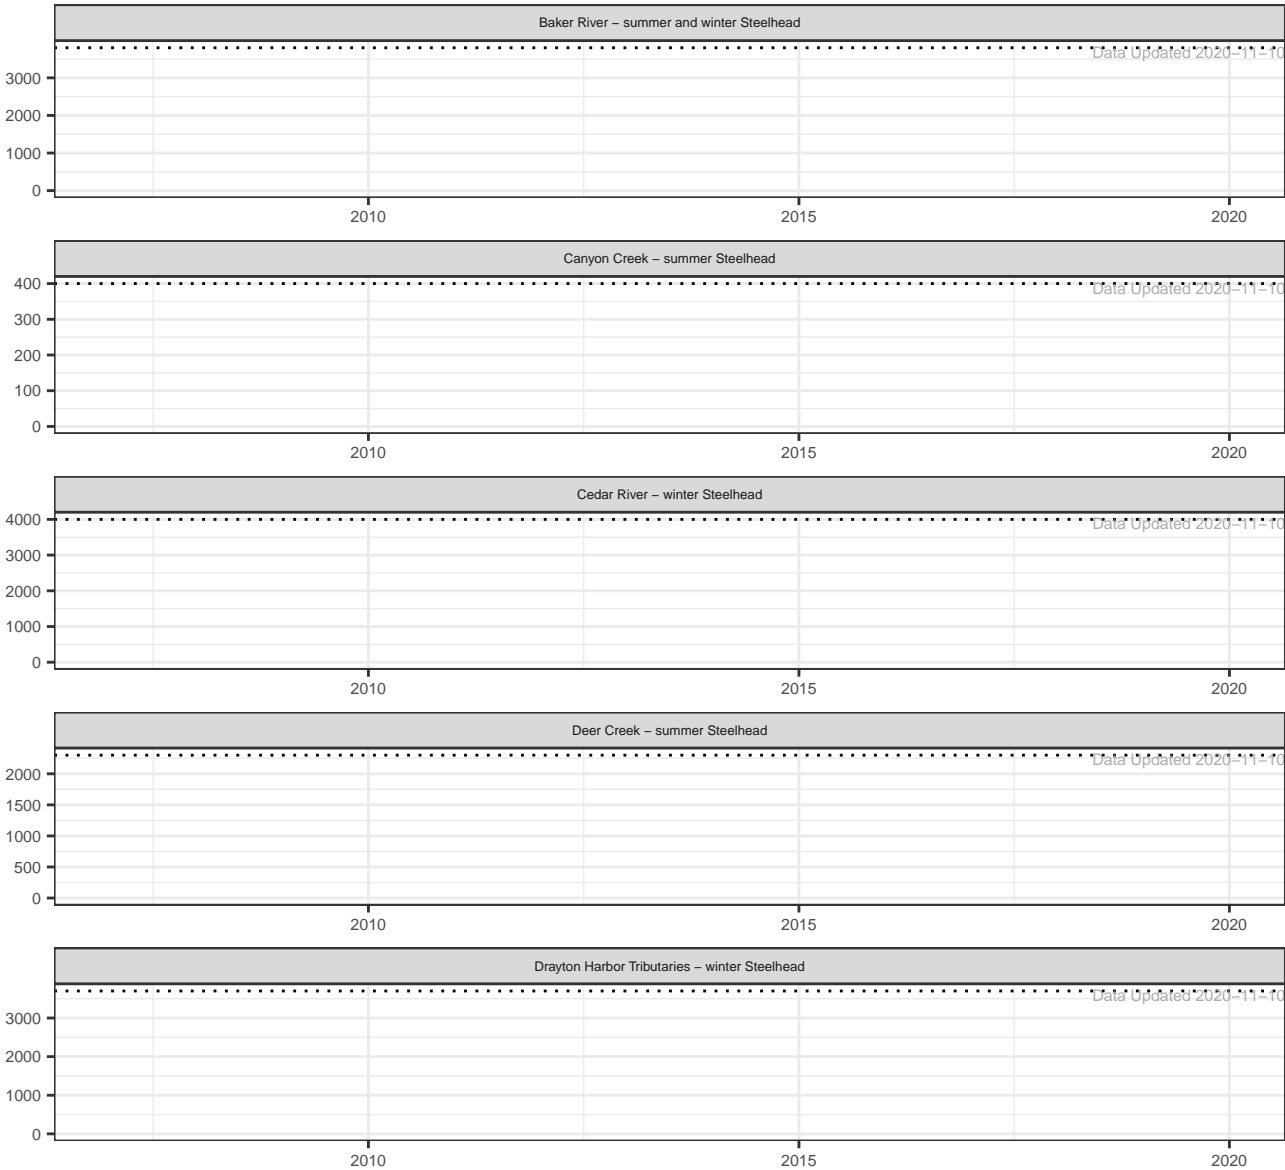 Baker River – summer and winter Steelhead
Data Updated 2020–11–10
3000
2000
1000
0
2010 2015 2020
Canyon Creek – summer Steelhead
400
Data Updated 2020–11–10
300
200
100
0
2010 2015 2020
Cedar River – winter Steelhead
4000
Data Updated 2020–11–10
3000
2000
1000
0
2010 2015 2020
Deer Creek – summer Steelhead
Data Updated 2020–11–10
2000
1500
1000
500
0
2010 2015 2020
Drayton Harbor Tributaries – winter Steelhead
Data Updated 2020–11–10
3000
2000
1000
0
2010 2015 2020